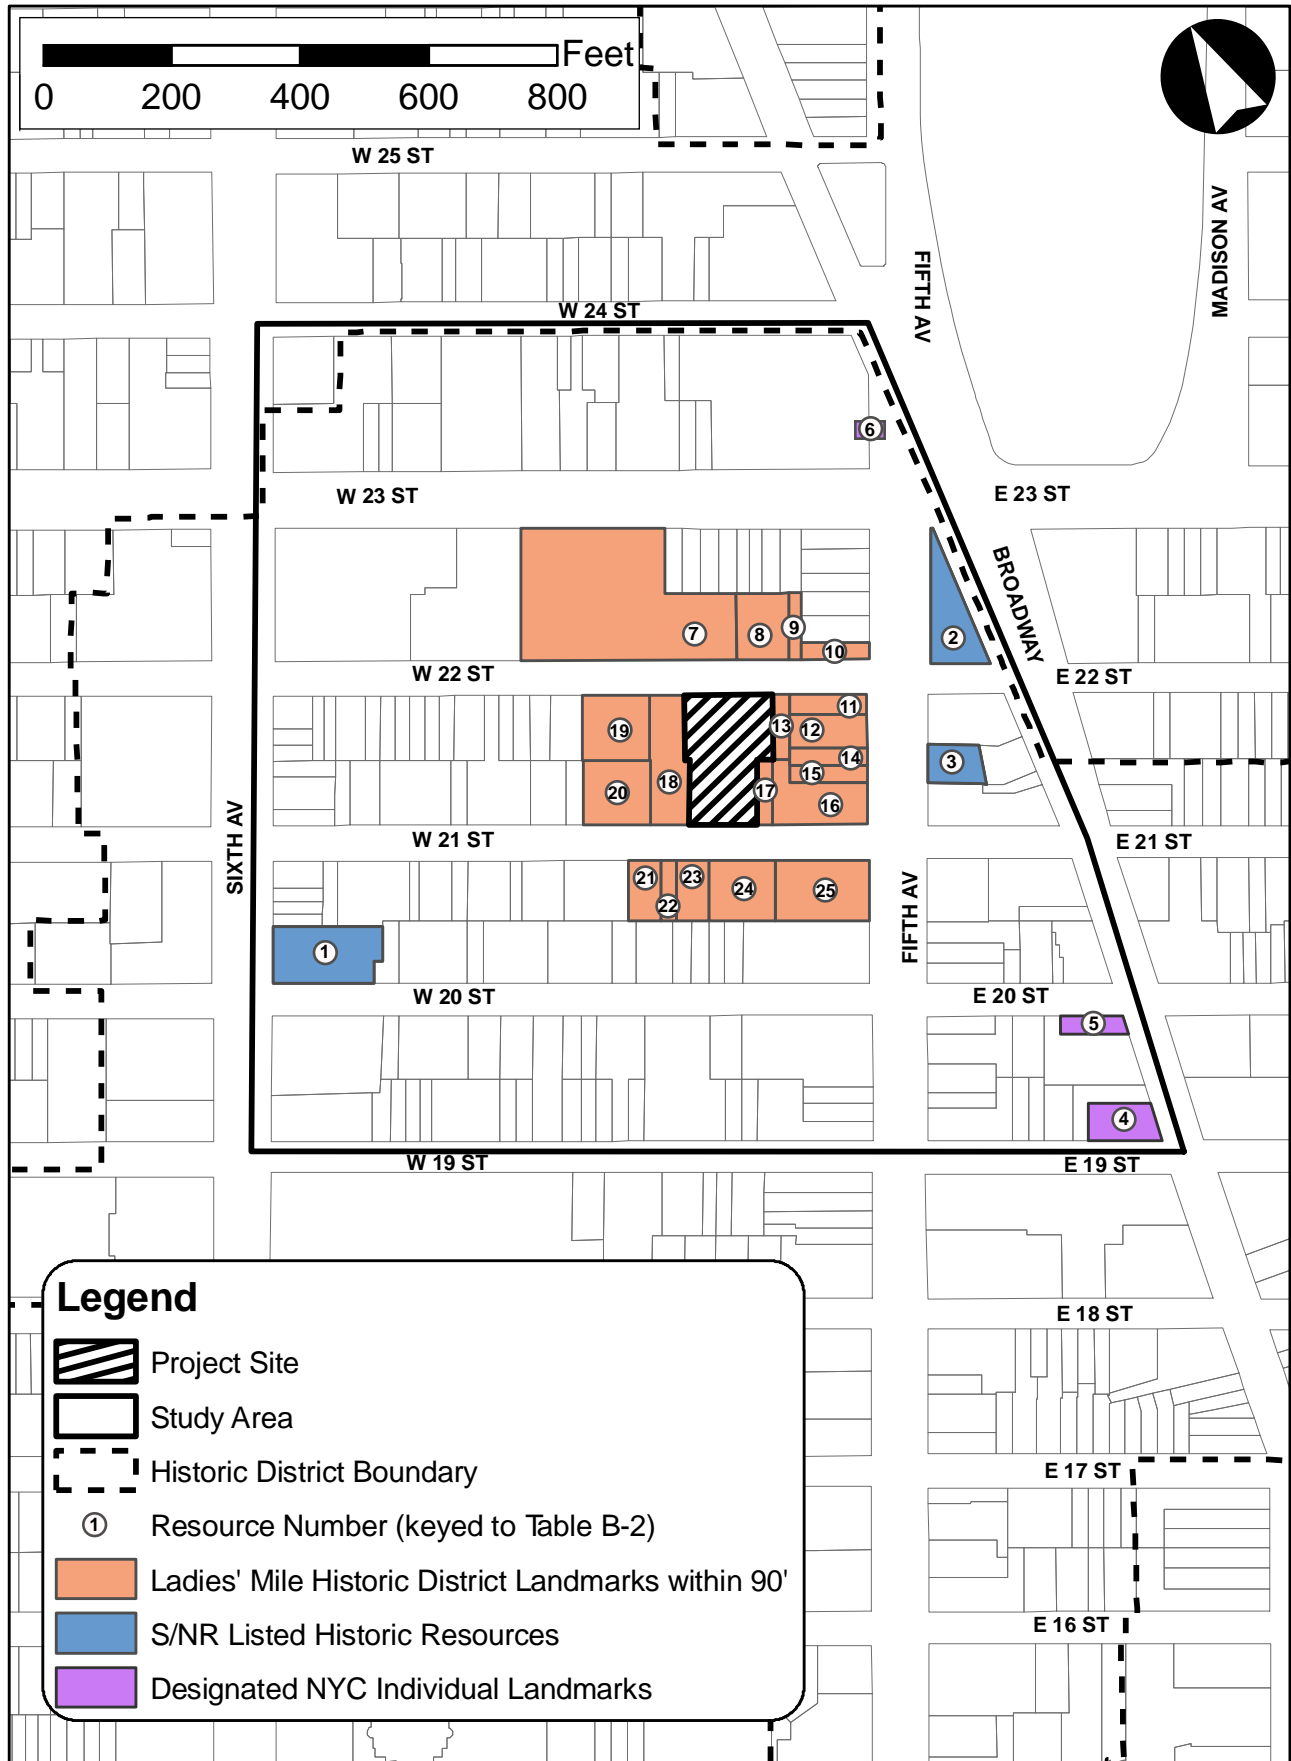 Feet
0 200 400 600 800
W 25 ST
MADISON AV
FIFTH AV
W 24 ST
6
W 23 ST
E 23 ST
BROADWAY
7
8
9
10
2
W 22 ST
E 22 ST
11
12
13
14
15
16
17
18
19
20
3
SIXTH AV
W 21 ST
E 21 ST
21
22
23
24
25
FIFTH AV
1
W 20 ST
E 20 ST
5
4
W 19 ST
E 19 ST
E 18 ST
E 17 ST
E 16 ST
Legend
Project Site
Study Area
Historic District Boundary
1 Resource Number (keyed to Table B-2)
Ladies' Mile Historic District Landmarks within 90'
S/NR Listed Historic Resources
Designated NYC Individual Landmarks